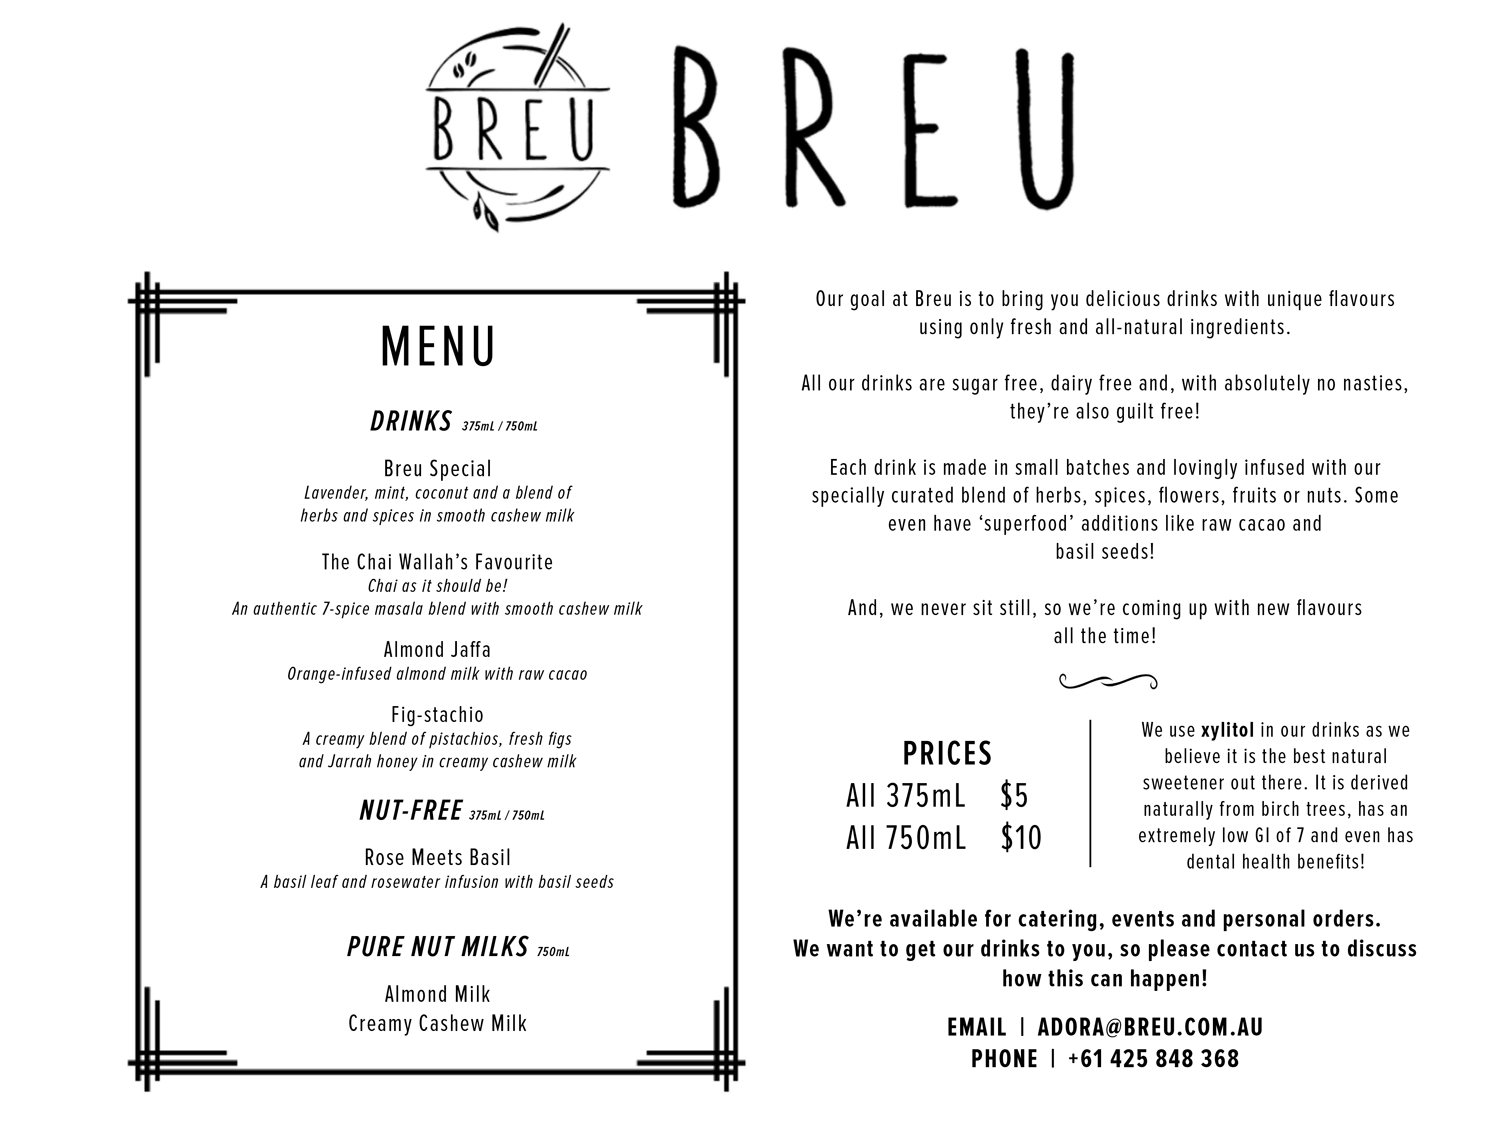 BREU
BREU
MENU
DRINKS 375mL / 750mL
Breu Special
Lavender, mint, coconut and a blend of
herbs and spices in smooth cashew milk
The Chai Wallah's Favourite
Chai as it should be!
An authentic 7-spice masala blend with smooth cashew milk
Almond Jaffa
Orange-infused almond milk with raw cacao
Fig-stachio
A creamy blend of pistachios, fresh figs
and Jarrah honey in creamy cashew milk
NUT-FREE 375mL / 750mL
Rose Meets Basil
A basil leaf and rosewater infusion with basil seeds
PURE NUT MILKS 750mL
Almond Milk
Creamy Cashew Milk
Our goal at Breu is to bring you delicious drinks with unique flavours
using only fresh and all-natural ingredients.
All our drinks are sugar free, dairy free and, with absolutely no nasties,
they're also guilt free!
Each drink is made in small batches and lovingly infused with our
specially curated blend of herbs, spices, flowers, fruits or nuts. Some
even have 'superfood' additions like raw cacao and
basil seeds!
And, we never sit still, so we're coming up with new flavours
all the time!
PRICES
All 375mL $5
All 750mL $10
We use xylitol in our drinks as we
believe it is the best natural
sweetener out there. It is derived
naturally from birch trees, has an
extremely low GI of 7 and even has
dental health benefits!
We're available for catering, events and personal orders.
We want to get our drinks to you, so please contact us to discuss
how this can happen!
EMAIL | ADORA@BREU.COM.AU
PHONE | +61 425 848 368